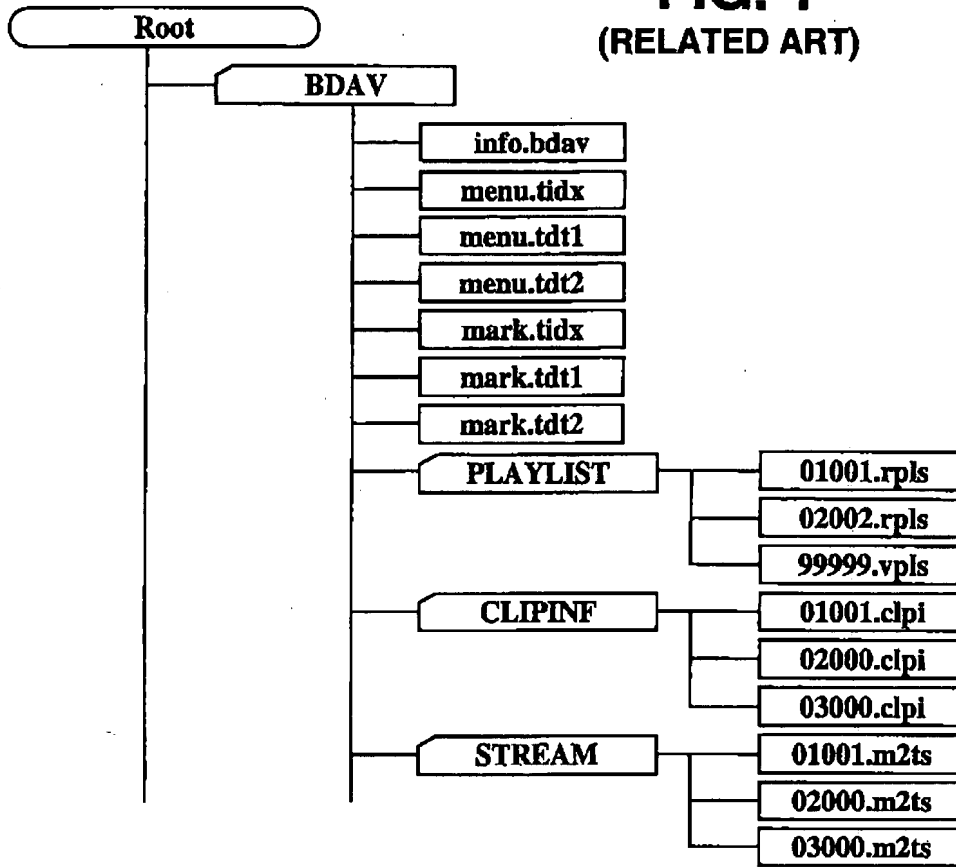 FIG. 1
(RELATED ART)
Root
BDAV
info.bdav
menu.tidx
menu.tdt1
menu.tdt2
mark.tidx
mark.tdt1
mark.tdt2
PLAYLIST
01001.rpls
02002.rpls
99999.vpls
CLIPINF
01001.clpi
02000.clpi
03000.clpi
STREAM
01001.m2ts
02000.m2ts
03000.m2ts